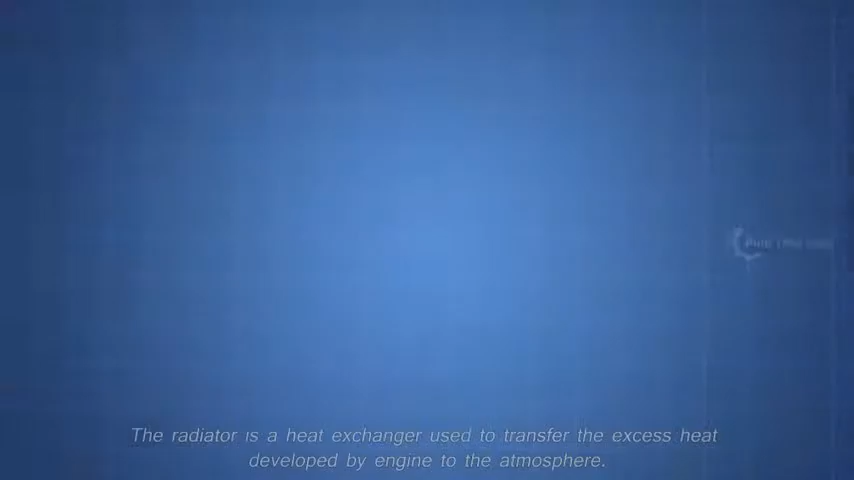 The radiator is a heat exchanger used to transfer the excess heat
developed by engine to the atmosphere.